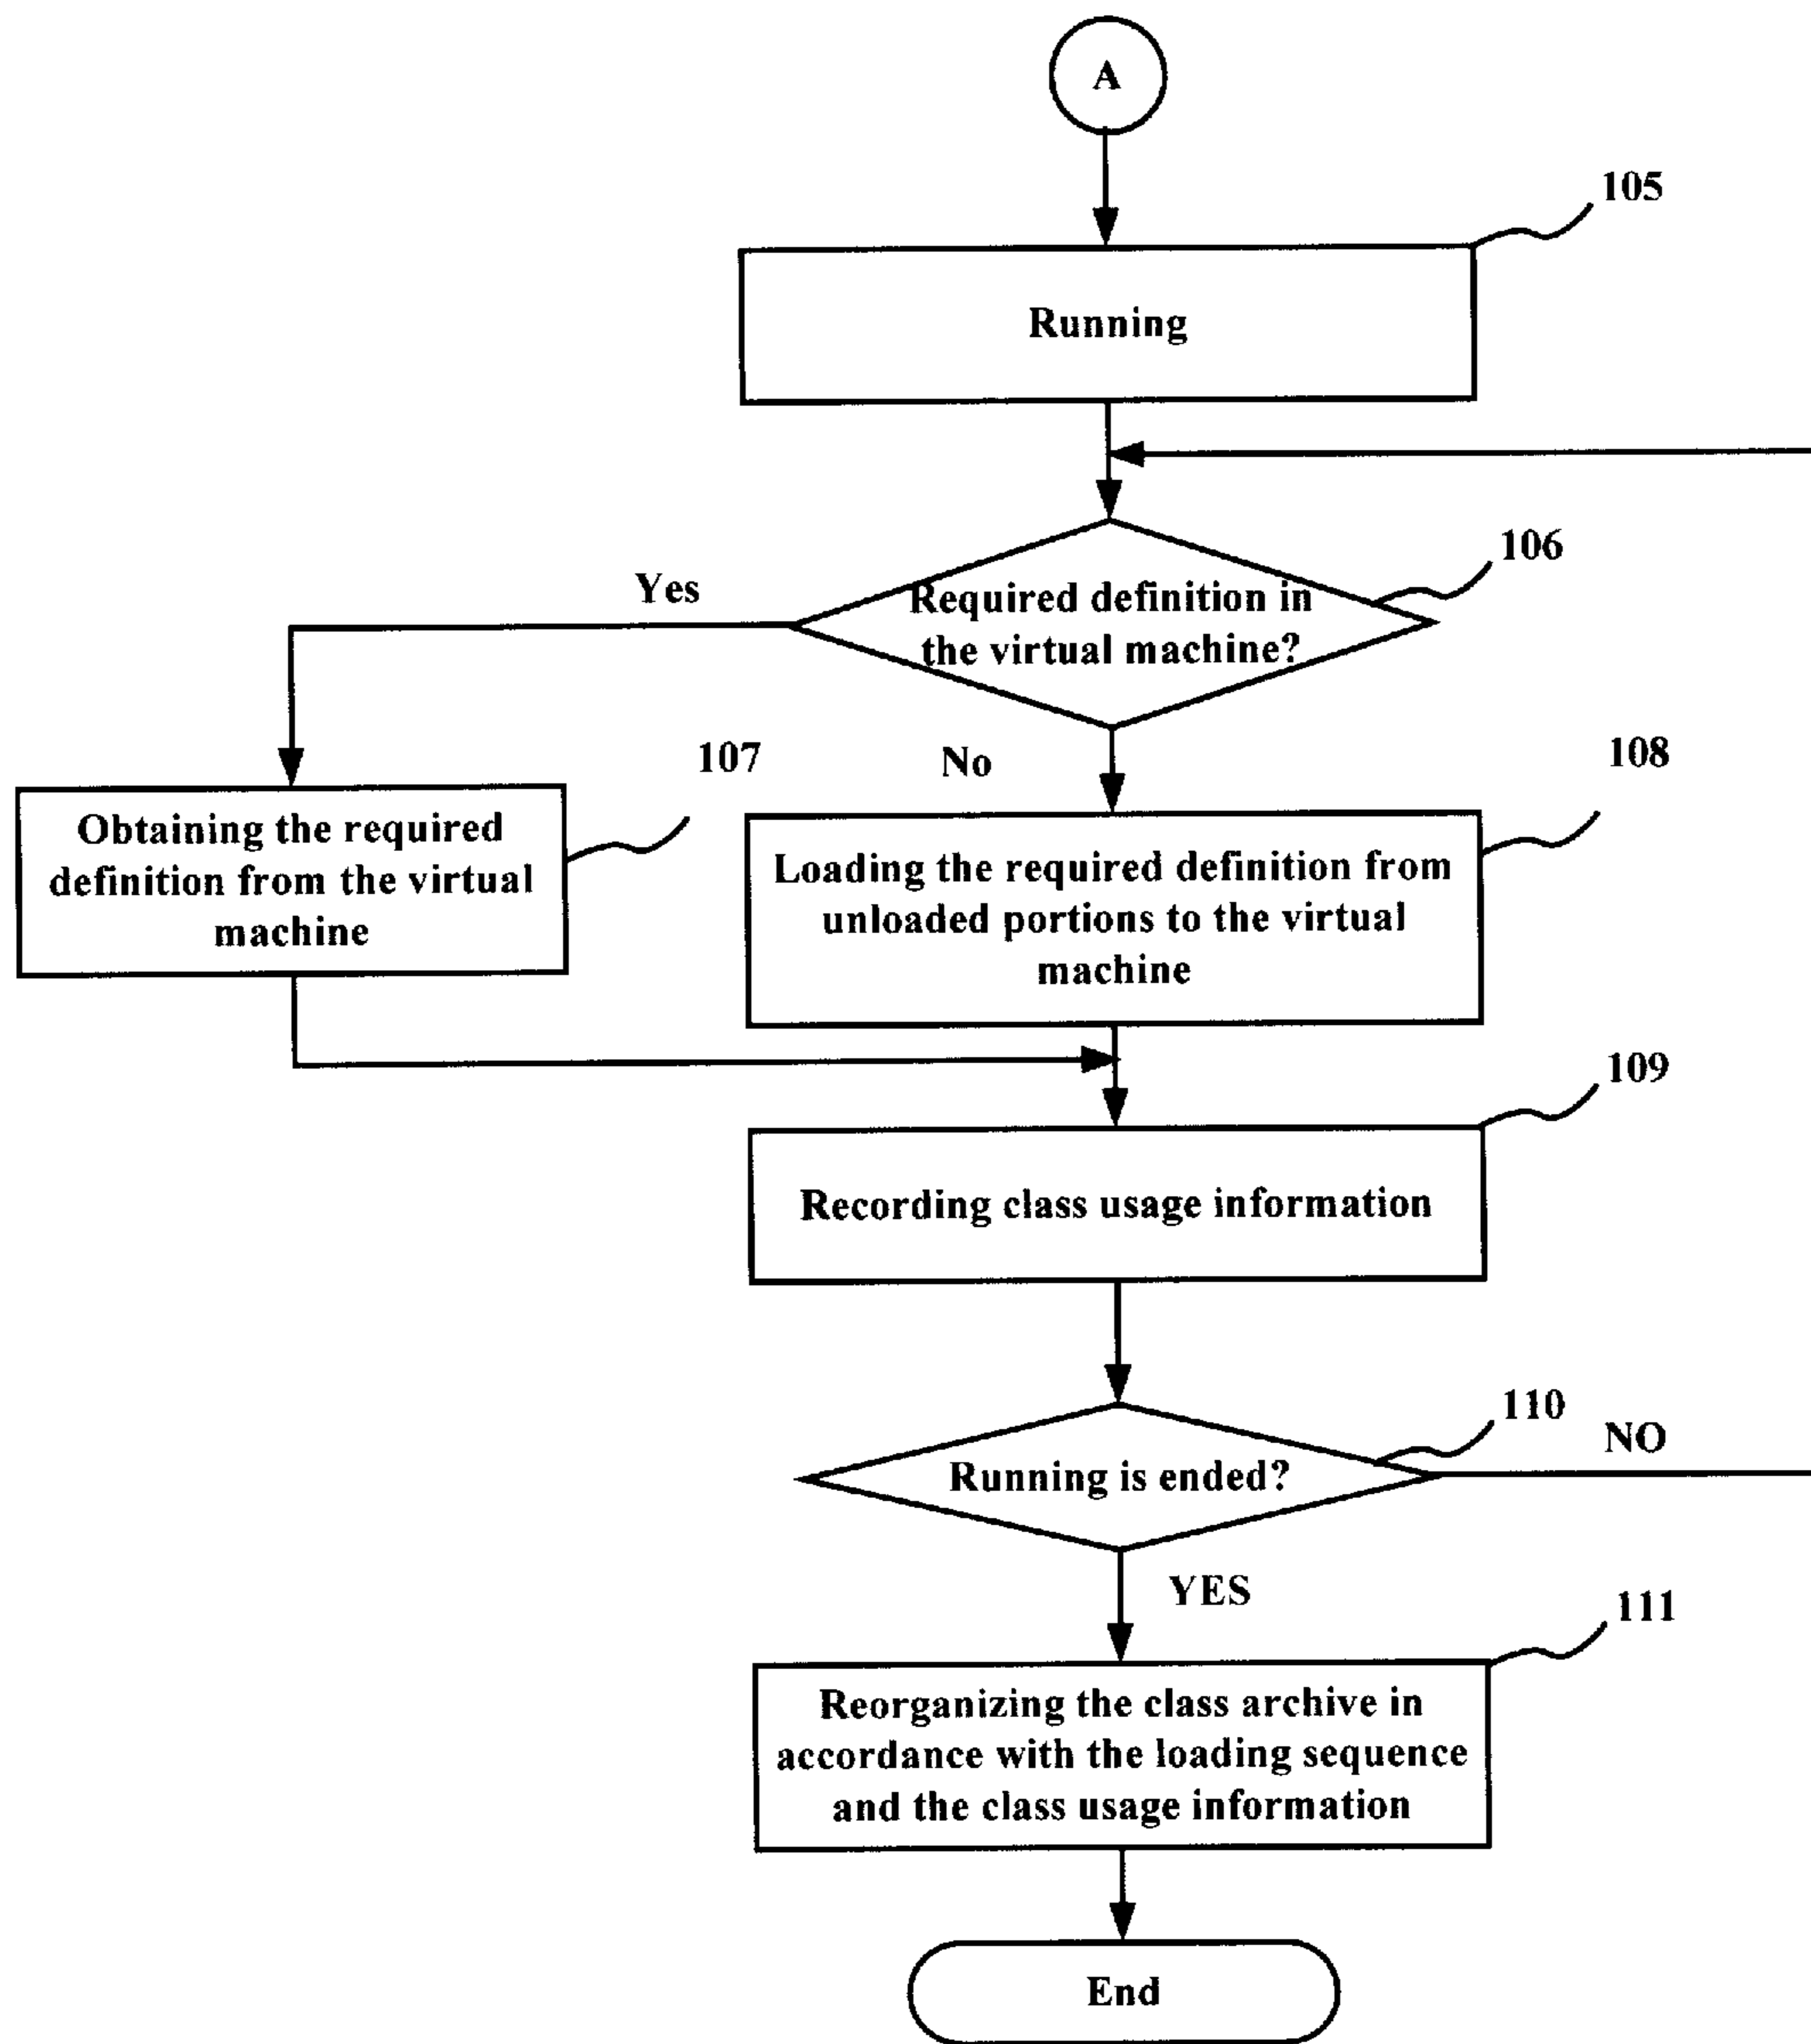 A
105
Running
106
Yes
Required definition in
the virtual machine?
107
No
108
Obtaining the required
definition from the virtual
machine
Loading the required definition from
unloaded portions to the virtual
machine
109
Recording class usage information
110
NO
Running is ended?
YES
111
Reorganizing the class archive in
accordance with the loading sequence
and the class usage information
End